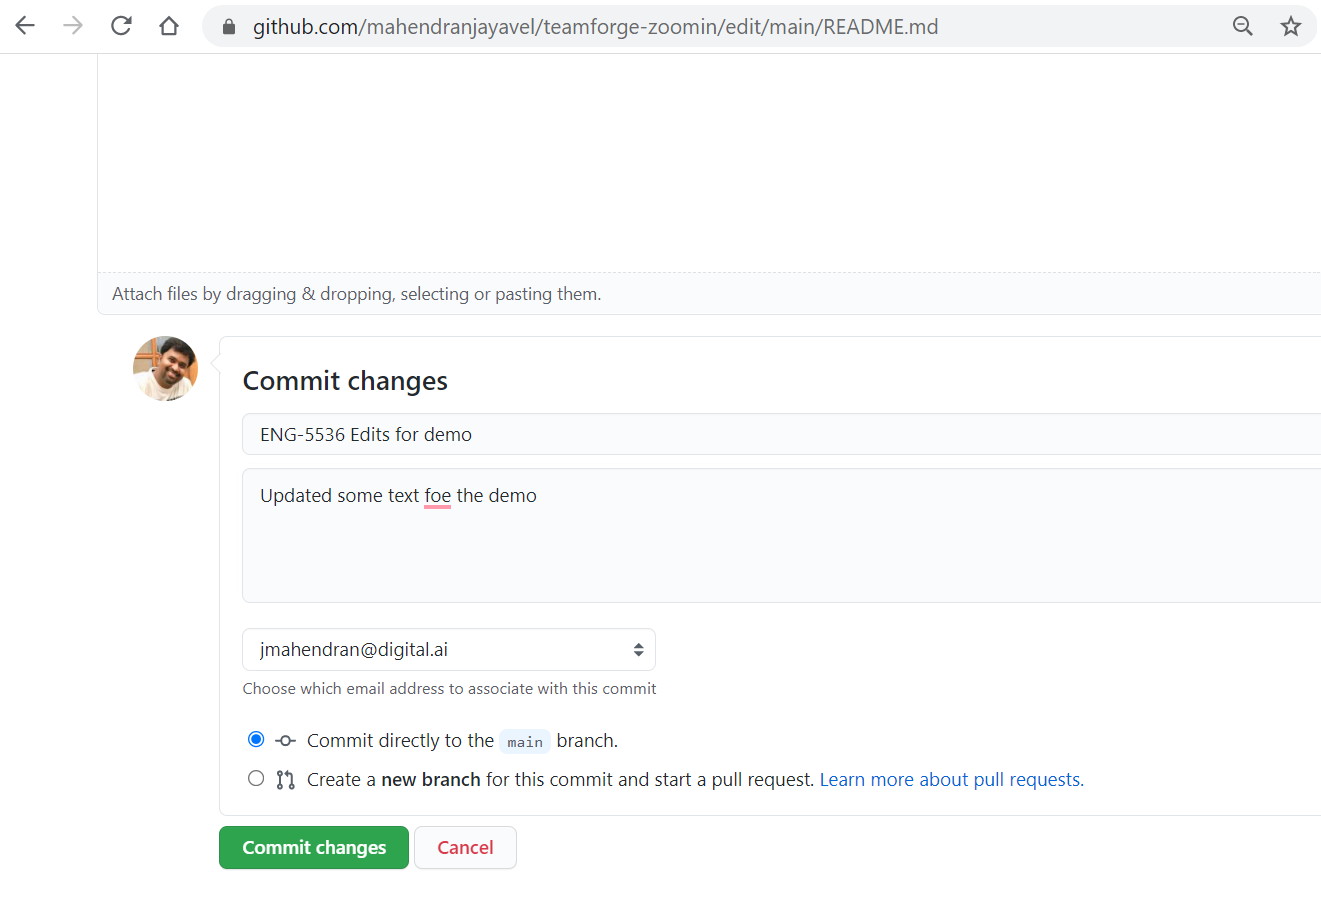 github.com/mahendranjayavel/teamforge-zoomin/edit/main/README.md
Attach files by dragging & dropping, selecting or pasting them.
Commit changes
ENG-5536 Edits for demo
Updated some text foe the demo
jmahendran@digital.ai
Choose which email address to associate with this commit
Commit directly to the main branch.
Create a new branch for this commit and start a pull request. Learn more about pull requests.
Commit changes Cancel